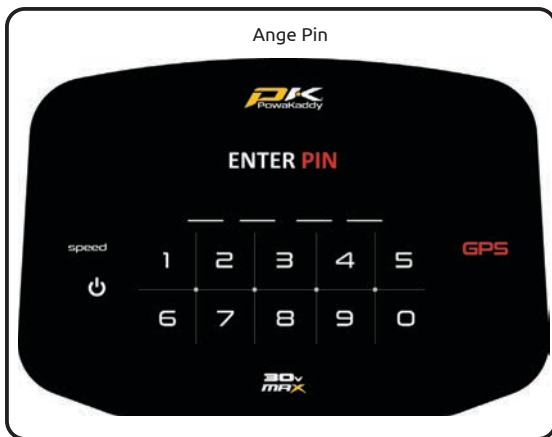 Ange Pin
PK
PowaKaddy
ENTER PIN
speed
GPS
1 2 3 4 5
6 7 8 9 0
30v
MAX